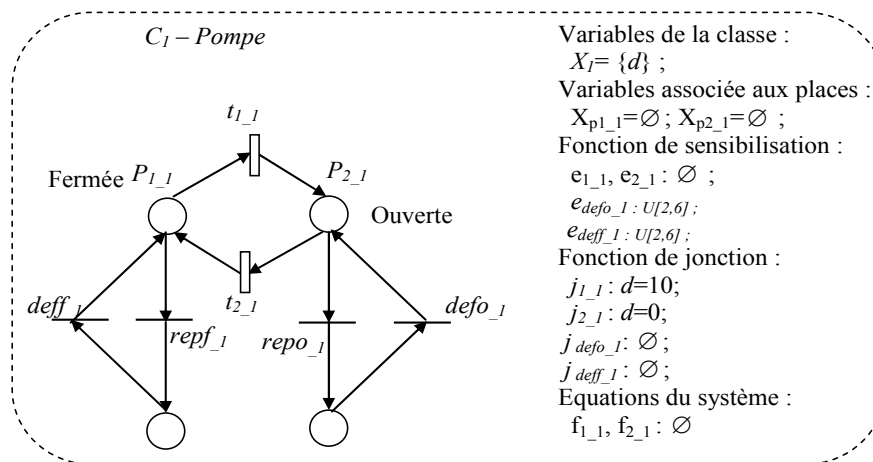 C1 – Pompe
t1_1
P1_1
P2_1
Fermée
Ouverte
t2_1
deff_1
repf_1
repo_1
defo_1
Variables de la classe :
X1= {d} ;
Variables associée aux places :
Xp1_1=∅ ; Xp2_1=∅ ;
Fonction de sensibilisation :
e1_1, e2_1 : ∅ ;
edefo_1 : U[2,6] ;
edeff_1 : U[2,6] ;
Fonction de jonction :
j1_1 : d=10;
j2_1 : d=0;
j defo_1: ∅ ;
j deff_1 : ∅ ;
Equations du système :
f1_1, f2_1 : ∅